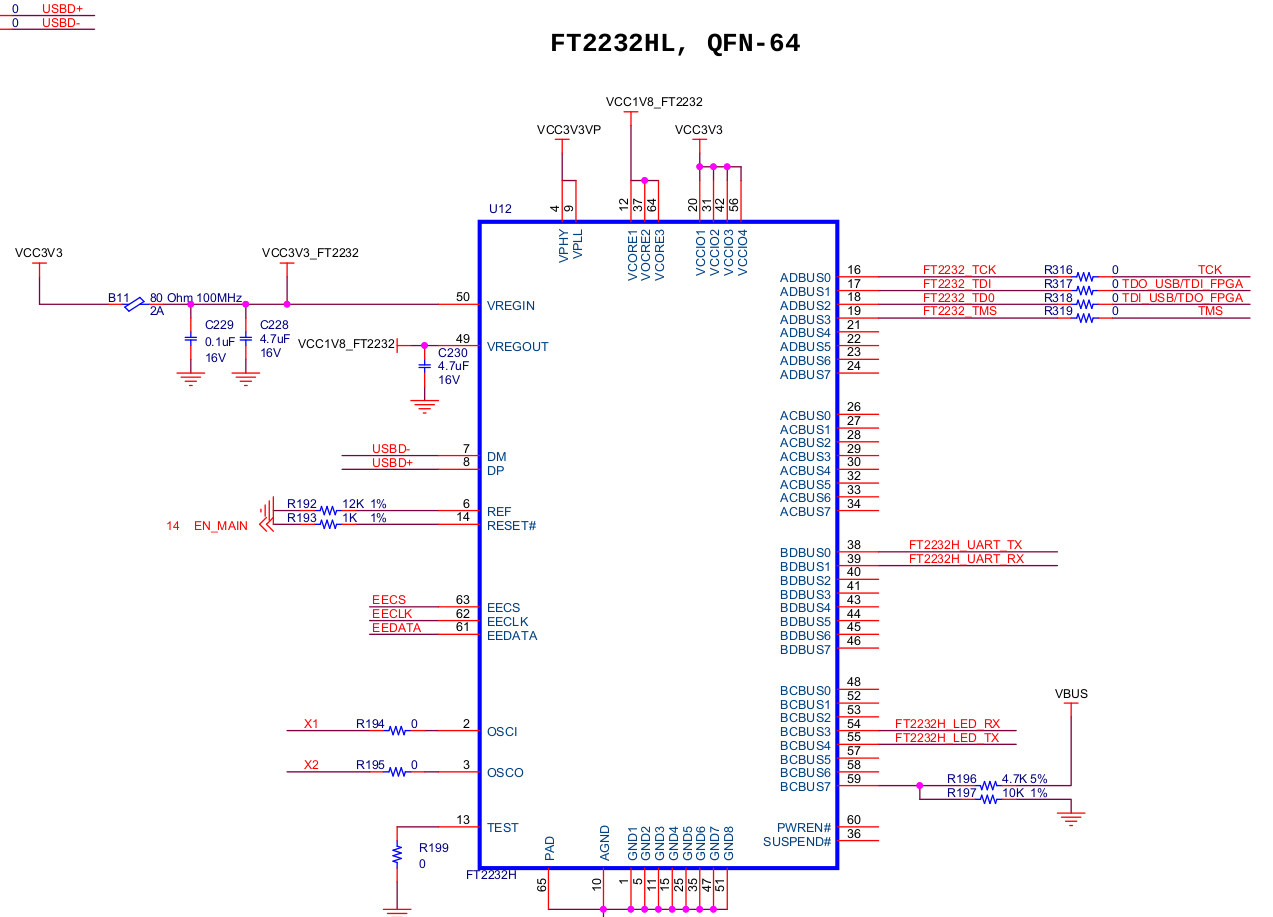 0 USBD+
0 USBD-
FT2232HL, QFN-64
VCC1V8_FT2232
VCC3V3VP
VCC3V3
U12
4
9
12
37
64
20
31
42
56
VPHY
VPLL
VCORE1
VOCRE2
VCORE3
VCCIO1
VCCIO2
VCCIO3
VCCIO4
VCC3V3
VCC3V3_FT2232
B11
80 Ohm 100MHz
2A
50 VREGIN
C229
0.1uF
16V
C228
4.7uF
16V
VCC1V8_FT2232
49 VREGOUT
C230
4.7uF
16V
USBD- 7 DM
USBD+ 8 DP
R192 12K 1% 6 REF
14 EN_MAIN R193 1K 1% 14 RESET#
EECS 63 EECS
EECLK 62 EECLK
EEDATA 61 EEDATA
X1 R194 0 2 OSCI
X2 R195 0 3 OSCO
13 TEST
R199
0
ADBUS0 16 FT2232_TCK R316 0 TCK
ADBUS1 17 FT2232_TDI R317 0 TDO_USB/TDI_FPGA
ADBUS2 18 FT2232_TD0 R318 0 TDI_USB/TDO_FPGA
ADBUS3 19 FT2232_TMS R319 0 TMS
ADBUS4 21
ADBUS5 22
ADBUS6 23
ADBUS7 24
ACBUS0 26
ACBUS1 27
ACBUS2 28
ACBUS3 29
ACBUS4 30
ACBUS5 32
ACBUS6 33
ACBUS7 34
BDBUS0 38 FT2232H_UART_TX
BDBUS1 39 FT2232H_UART_RX
BDBUS2 40
BDBUS3 41
BDBUS4 43
BDBUS5 44
BDBUS6 45
BDBUS7 46
BCBUS0 48
BCBUS1 52
BCBUS2 53
BCBUS3 54 FT2232H_LED_RX
BCBUS4 55 FT2232H_LED_TX
BCBUS5 57
BCBUS6 58
BCBUS7 59
VBUS
R196 4.7K 5%
R197 10K 1%
PWREN# 60
SUSPEND# 36
PAD
AGND
GND1
GND2
GND3
GND4
GND5
GND6
GND7
GND8
FT2232H
65
10
1
5
11
15
25
35
47
51